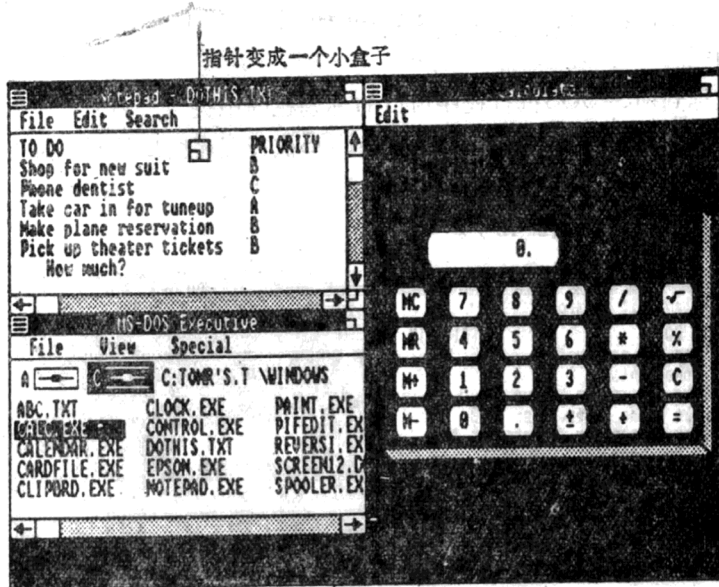 指针变成一个小盒子
Notepad - DOTHIS.TXT
File Edit Search
TO DO PRIORITY
Shop for new suit B
Phone dentist C
Take car in for tuneup A
Make plane reservation B
Pick up theater tickets B
How much?
MS-DOS Executive
File View Special
A C C:TOMR'S.T \WINDOWS
ABC.TXT CLOCK.EXE PAINT.EXE
CONTROL.EXE PIFEDIT.EX
CALENDAR.EXE DOTHIS.TXT REVERSI.EX
CARDFILE.EXE EPSON.EXE SCREEN12.D
CLIPBRD.EXE NOTEPAD.EXE SPOOLER.EX
Calculator
Edit
0.
MC 7 8 9 / √
MR 4 5 6 * %
M+ 1 2 3 - C
M- 0 . ± + =